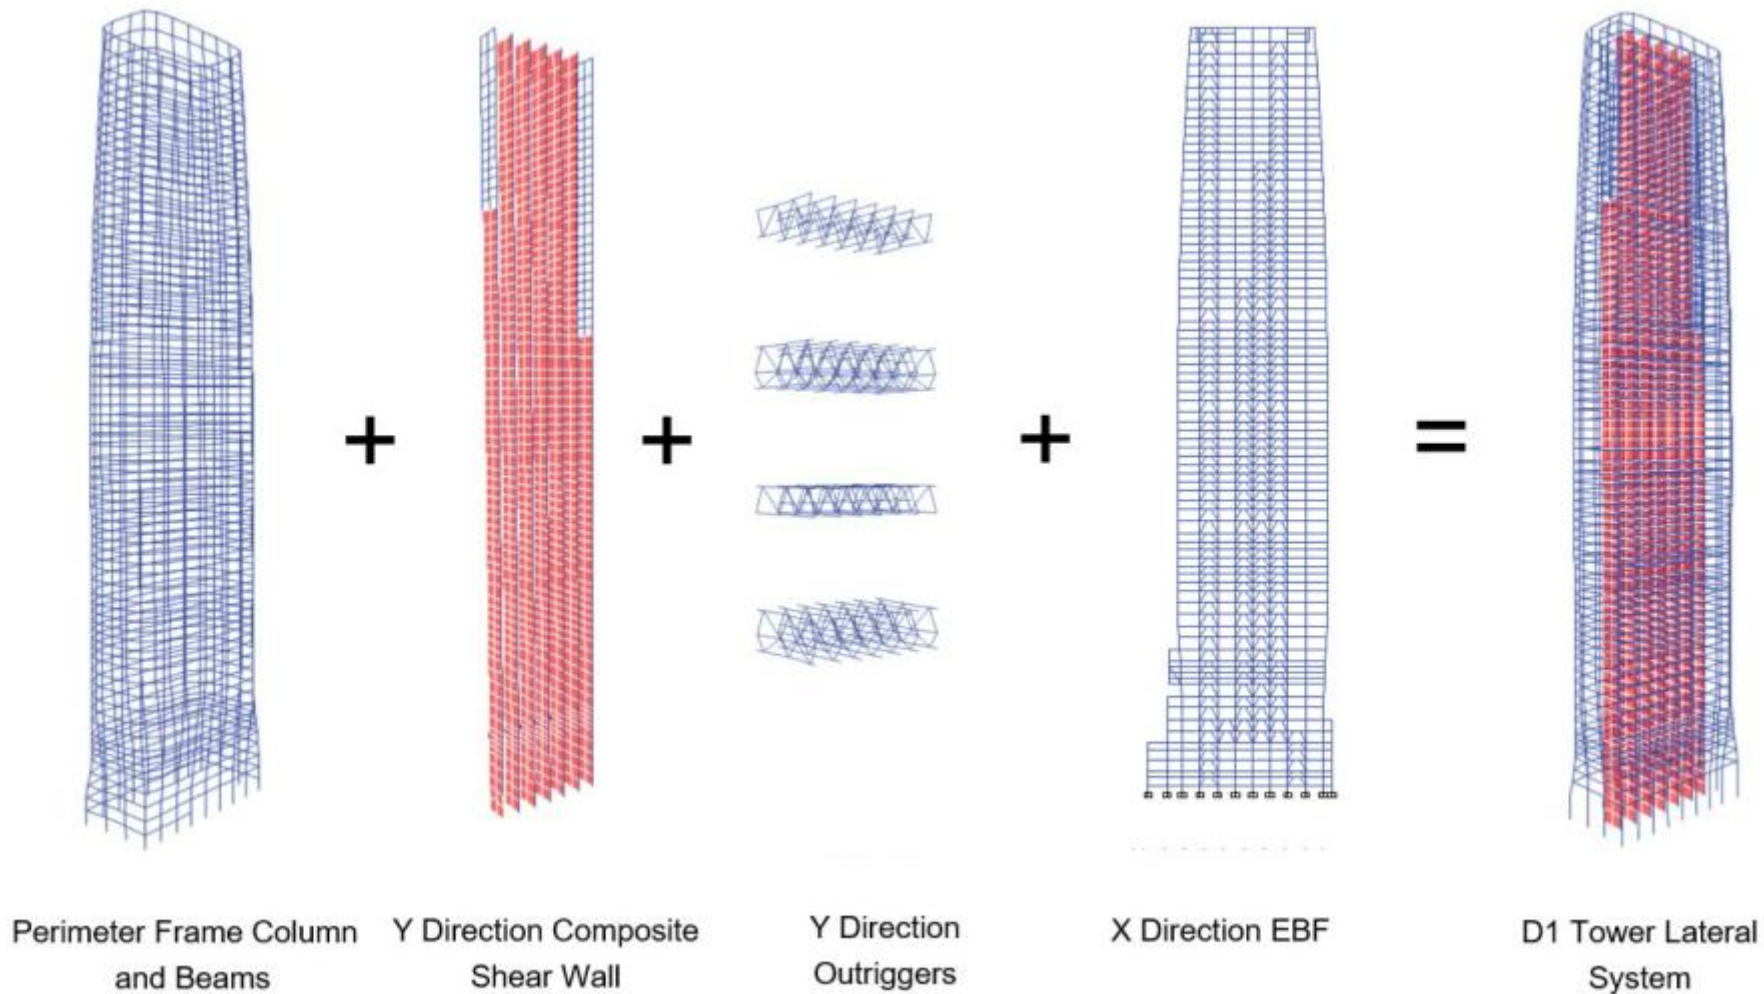 +
+
+
=
Perimeter Frame Column
and Beams
Y Direction Composite
Shear Wall
Y Direction
Outriggers
X Direction EBF
D1 Tower Lateral
System